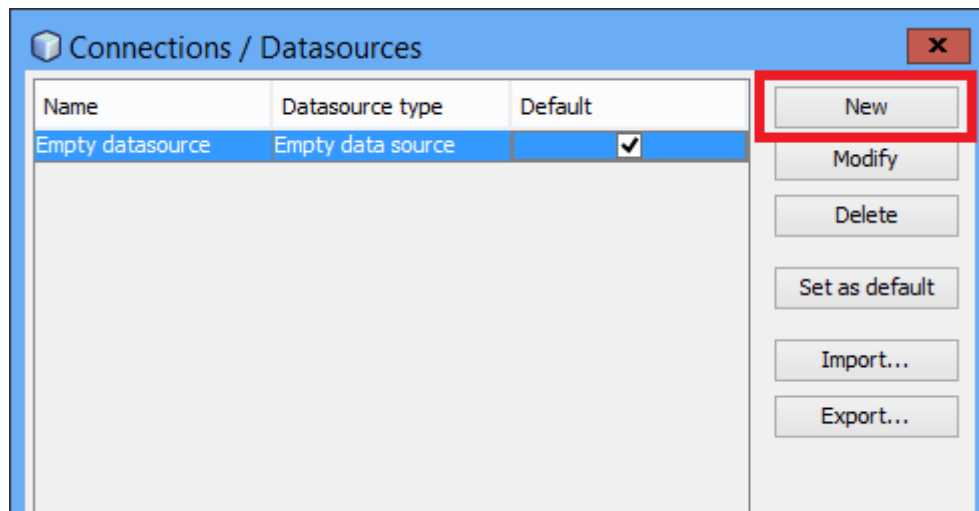 Connections / Datasources
Name Datasource type Default
Empty datasource Empty data source
New
Modify
Delete
Set as default
Import...
Export...